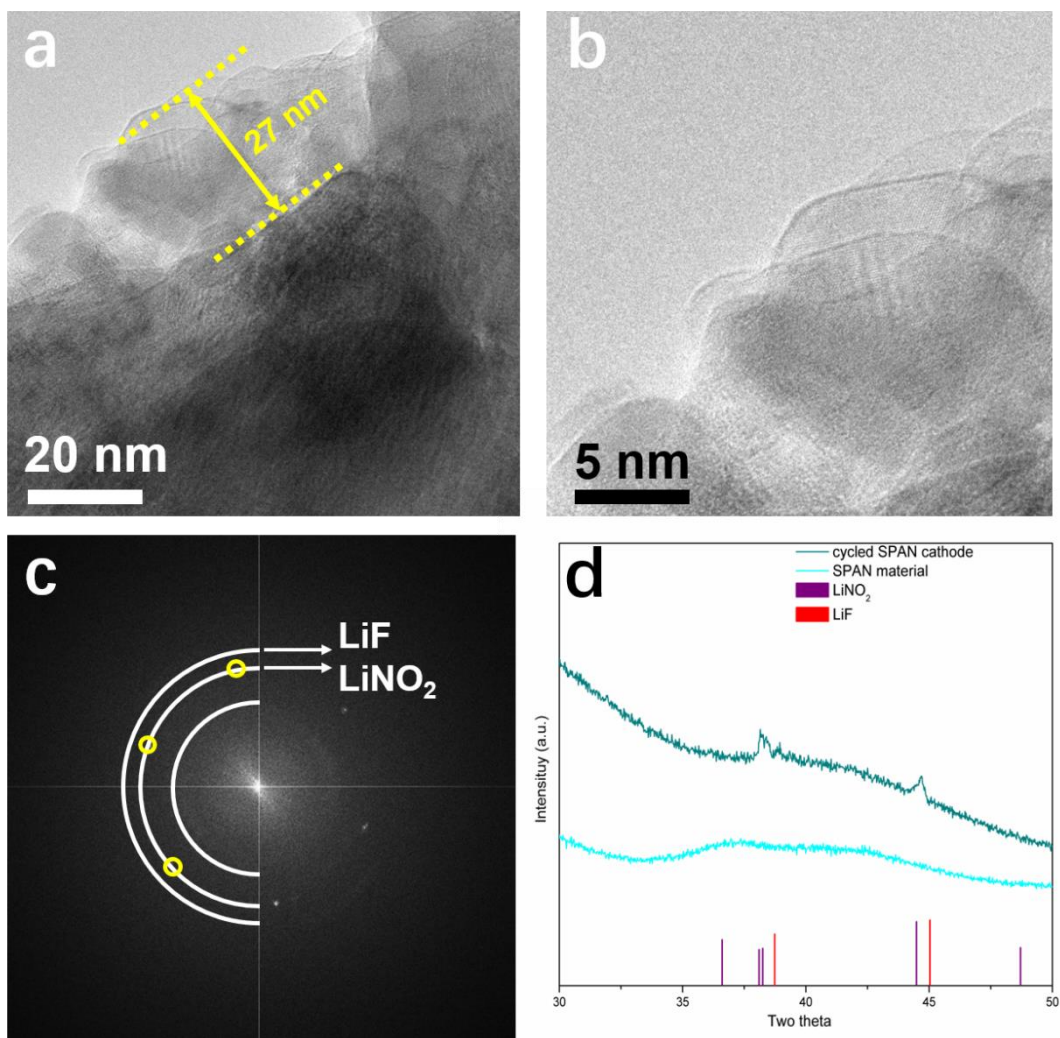 a
27 nm
20 nm
b
5 nm
c
LiF
LiNO₂
d
cycled SPAN cathode
SPAN material
LiNO₂
LiF
Intensituy (a.u.)
30 35 40 45 50
Two theta